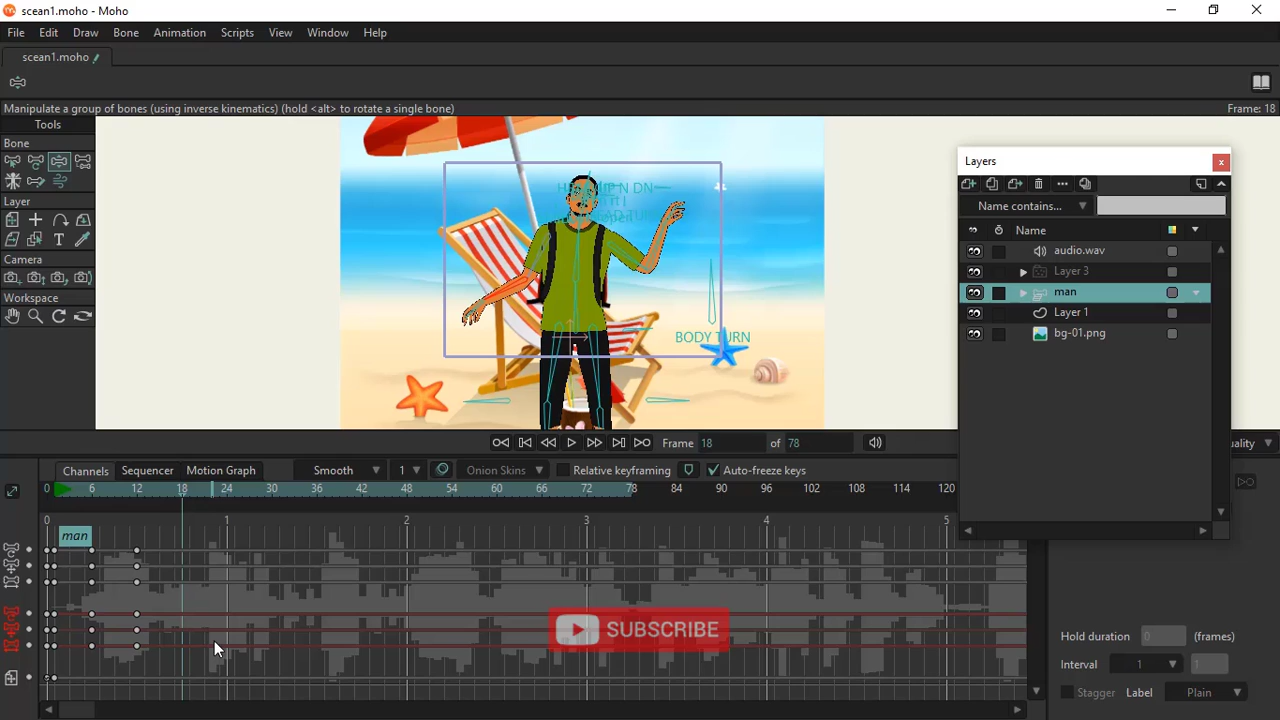 scean1.moho - Moho
File Edit Draw Bone Animation Scripts View Window Help
scean1.moho
Manipulate a group of bones (using inverse kinematics) (hold <alt> to rotate a single bone)
Frame: 18
Tools
Bone
Layer
Camera
Workspace
BODY TURN
Layers
Name contains...
Name
audio.wav
Layer 3
man
Layer 1
bg-01.png
Frame 18 of 78
uality
Channels Sequencer Motion Graph Smooth 1 Onion Skins Relative keyframing Auto-freeze keys
0 6 12 18 24 30 36 42 48 54 60 66 72 78 84 90 96 102 108 114 120
0 1 2 3 4 5
man
SUBSCRIBE
Hold duration 0 (frames)
Interval 1 1
Stagger Label Plain